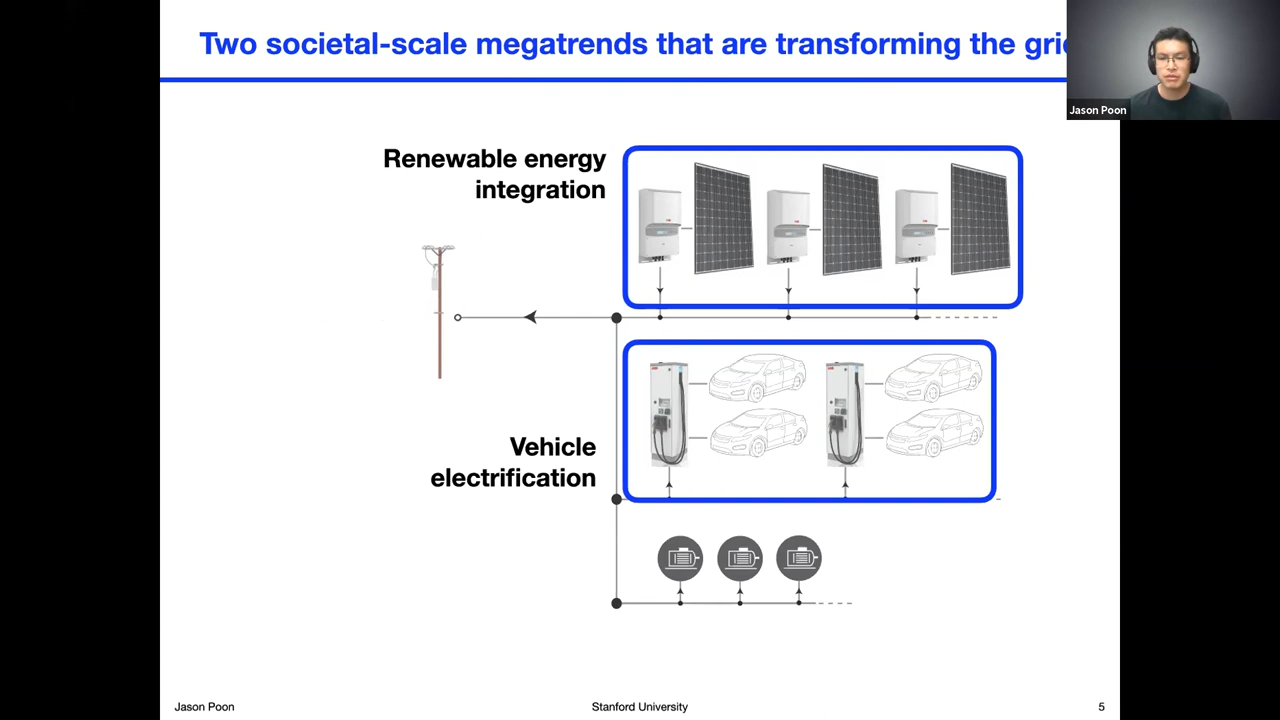 Two societal-scale megatrends that are transforming the
Jason Poon
Renewable energy
integration
Vehicle
electrification
Jason Poon
Stanford University
5